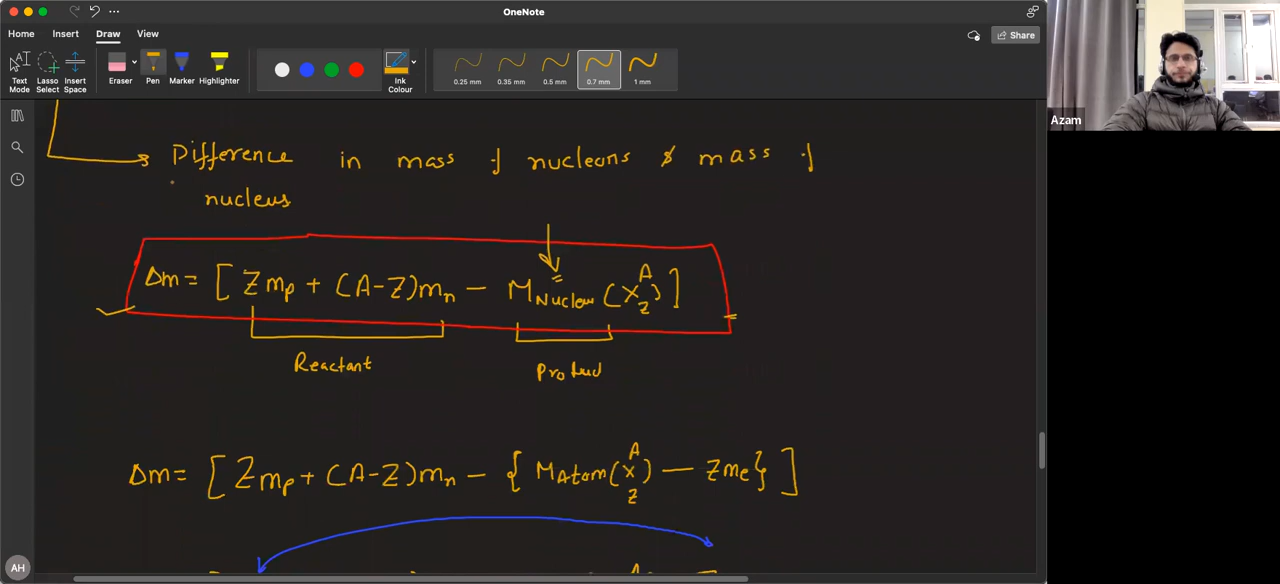 OneNote
Home Insert Draw View
Share
Text Mode
Lasso Select
Insert Space
Eraser
Pen
Marker
Highlighter
Ink Colour
0.25 mm
0.35 mm
0.5 mm
0.7 mm
1 mm
Azam
Difference in mass of nucleons & mass of
nucleus
Δm = [ Zmp + (A-Z)mn - MNuclear (X A Z) ]
Reactant
Product
Δm = [ Zmp + (A-Z)mn - { MAtom (X A Z) - Zme } ]
AH